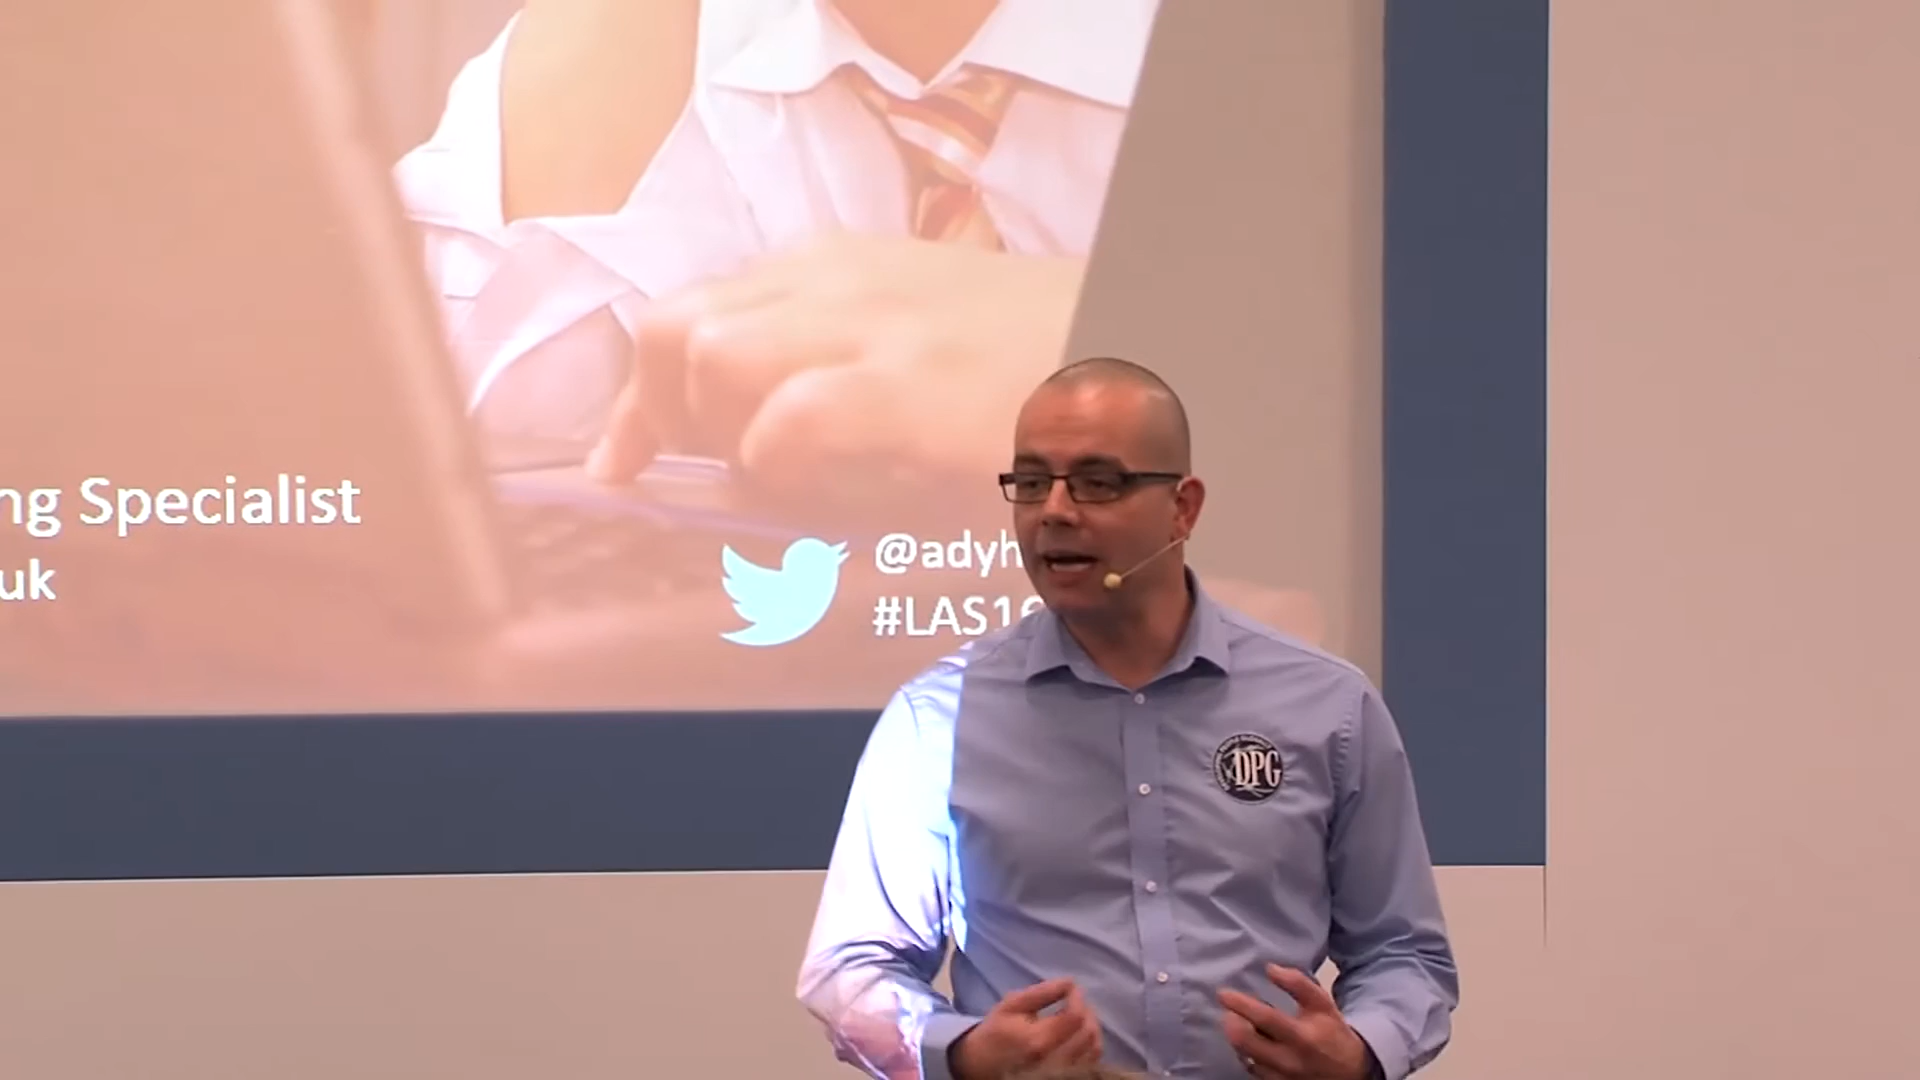 ng Specialist
uk
@adyh
#LAS16
DPG